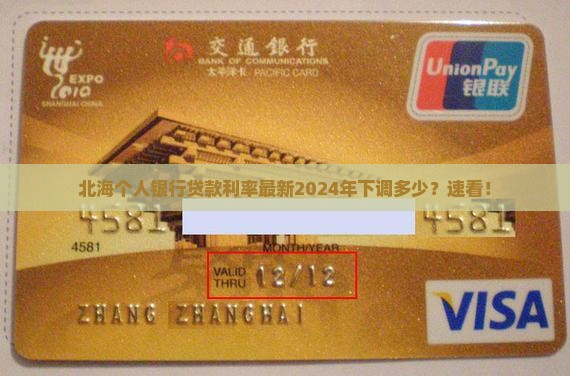 EXPO
2010
SHANGHAI CHINA
交通銀行
BANK OF COMMUNICATIONS
太平洋卡 PACIFIC CARD
UnionPay
银联
北海个人银行贷款利率最新2024年下调多少？速看！
4581 4581
4581
MONTH/YEAR
VALID THRU 12/12
ZHANG ZHANGHAI
VISA